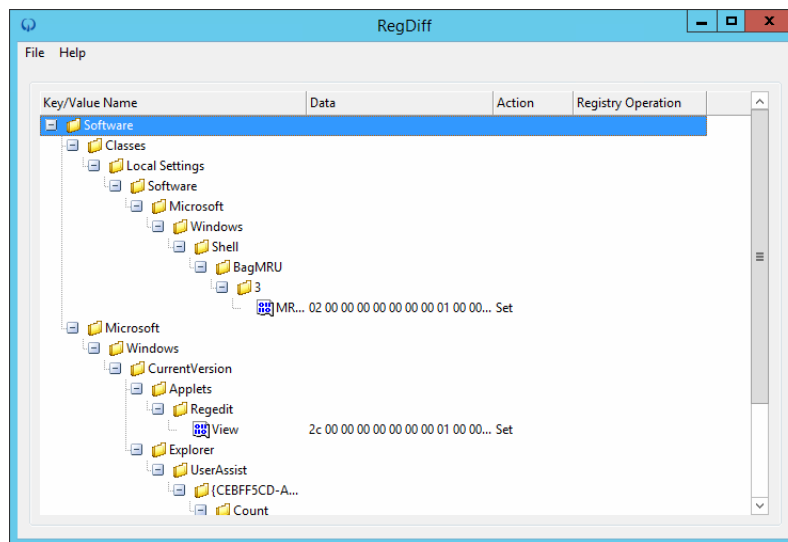 RegDiff
File Help
Key/Value Name Data Action Registry Operation
Software
Classes
Local Settings
Software
Microsoft
Windows
Shell
BagMRU
3
MR... 02 00 00 00 00 00 00 01 00 00... Set
Microsoft
Windows
CurrentVersion
Applets
Regedit
View 2c 00 00 00 00 00 00 00 01 00 00... Set
Explorer
UserAssist
{CEBFF5CD-A...
Count